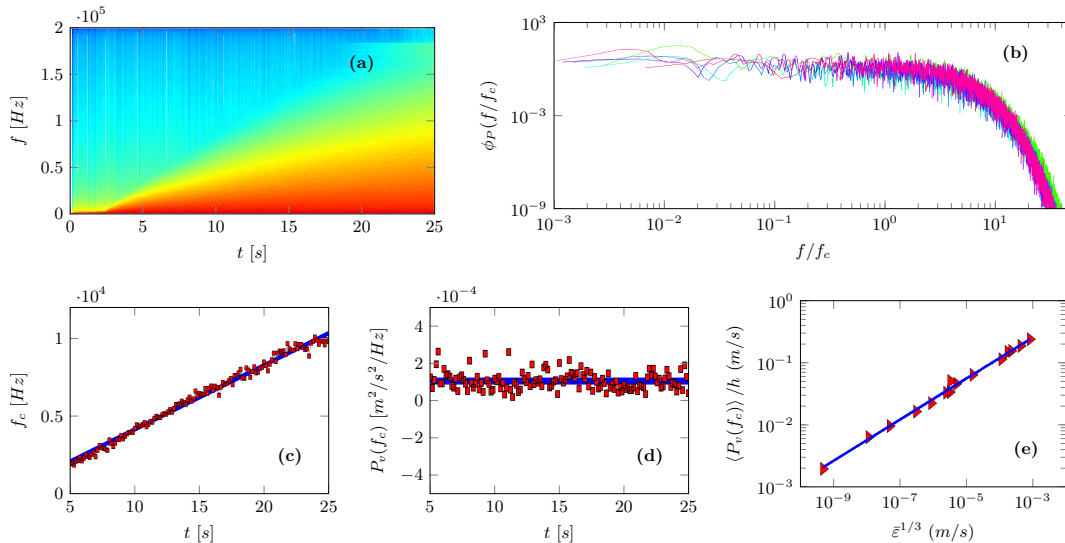 ·10^5
2
1.5
1
0.5
0
f [Hz]
(a)
0 5 10 15 20 25
t [s]
10^3
10^{-3}
10^{-9}
ϕ_P(f/f_c)
(b)
10^{-3} 10^{-2} 10^{-1} 10^0 10^1
f/f_c
·10^4
1
0.5
0
f_c [Hz]
(c)
5 10 15 20 25
t [s]
·10^{-4}
4
2
0
−2
−4
P_v(f_c) [m^2/s^2/Hz]
(d)
5 10 15 20 25
t [s]
10^0
10^{-1}
10^{-2}
10^{-3}
⟨P_v(f_c)⟩/h (m/s)
(e)
10^{-9} 10^{-7} 10^{-5} 10^{-3}
ε̄^{1/3} (m/s)